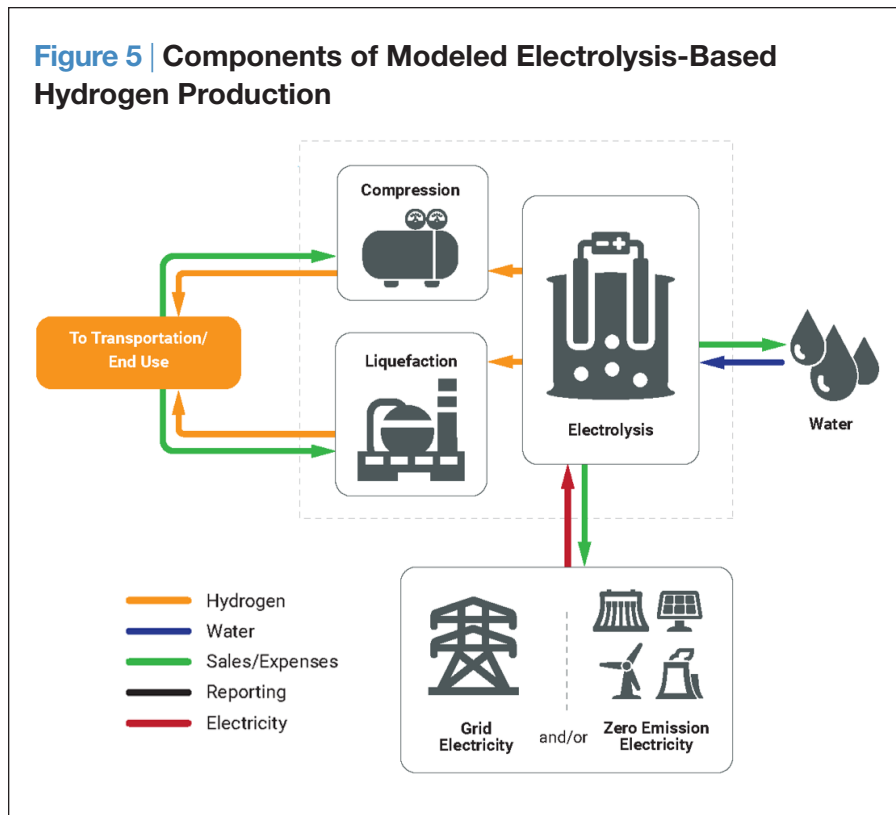 Figure 5 | Components of Modeled Electrolysis-Based
Hydrogen Production
Compression
To Transportation/
End Use
Liquefaction
Electrolysis
Water
Hydrogen
Water
Sales/Expenses
Reporting
Electricity
Grid
Electricity
and/or
Zero Emission
Electricity